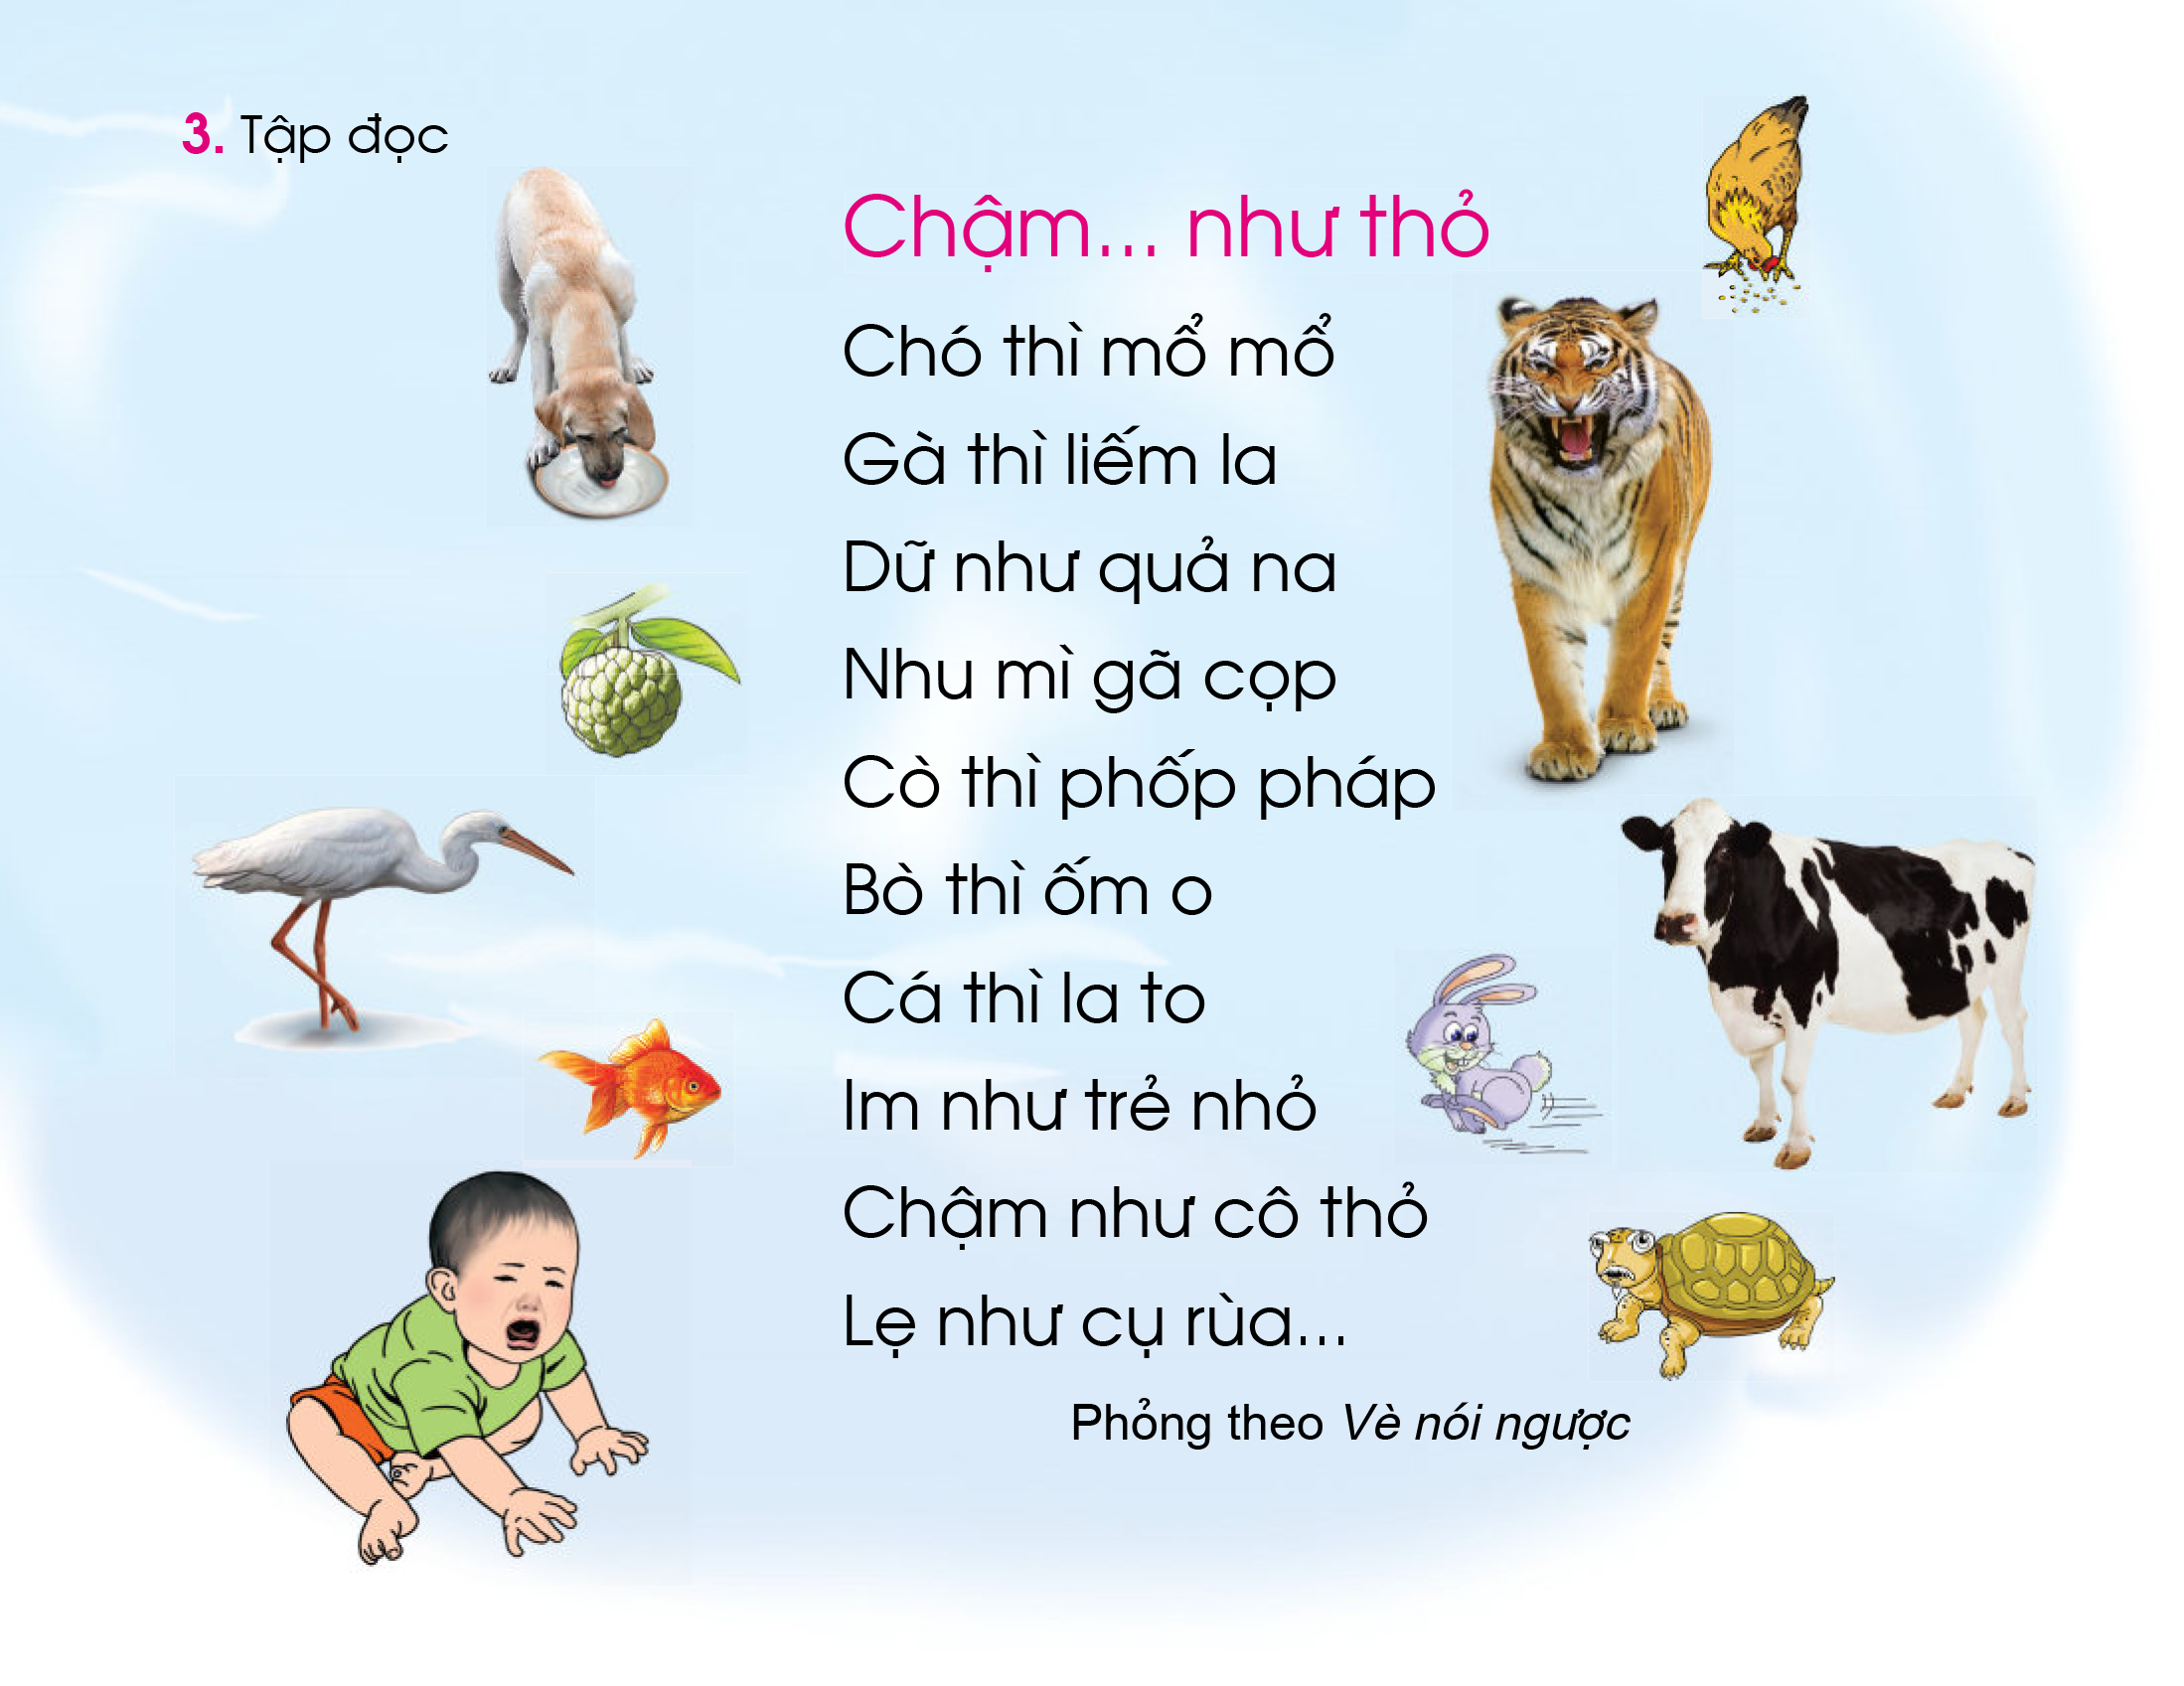 3. Tập đọc
Chậm... như thỏ
Chó thì mổ mổ
Gà thì liếm la
Dữ như quả na
Nhu mì gã cọp
Cò thì phốp pháp
Bò thì ốm o
Cá thì la to
Im như trẻ nhỏ
Chậm như cô thỏ
Lẹ như cụ rùa...
Phỏng theo Vè nói ngược